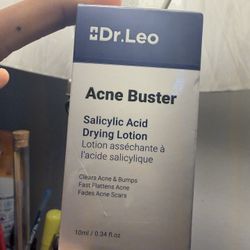 Dr.Leo
Acne Buster
Salicylic Acid
Drying Lotion
Lotion asséchante à
l'acide salicylique
Clears Acne & Bumps
Fast Flattens Acne
Fades Acne Scars
10ml / 0.34 fl.oz